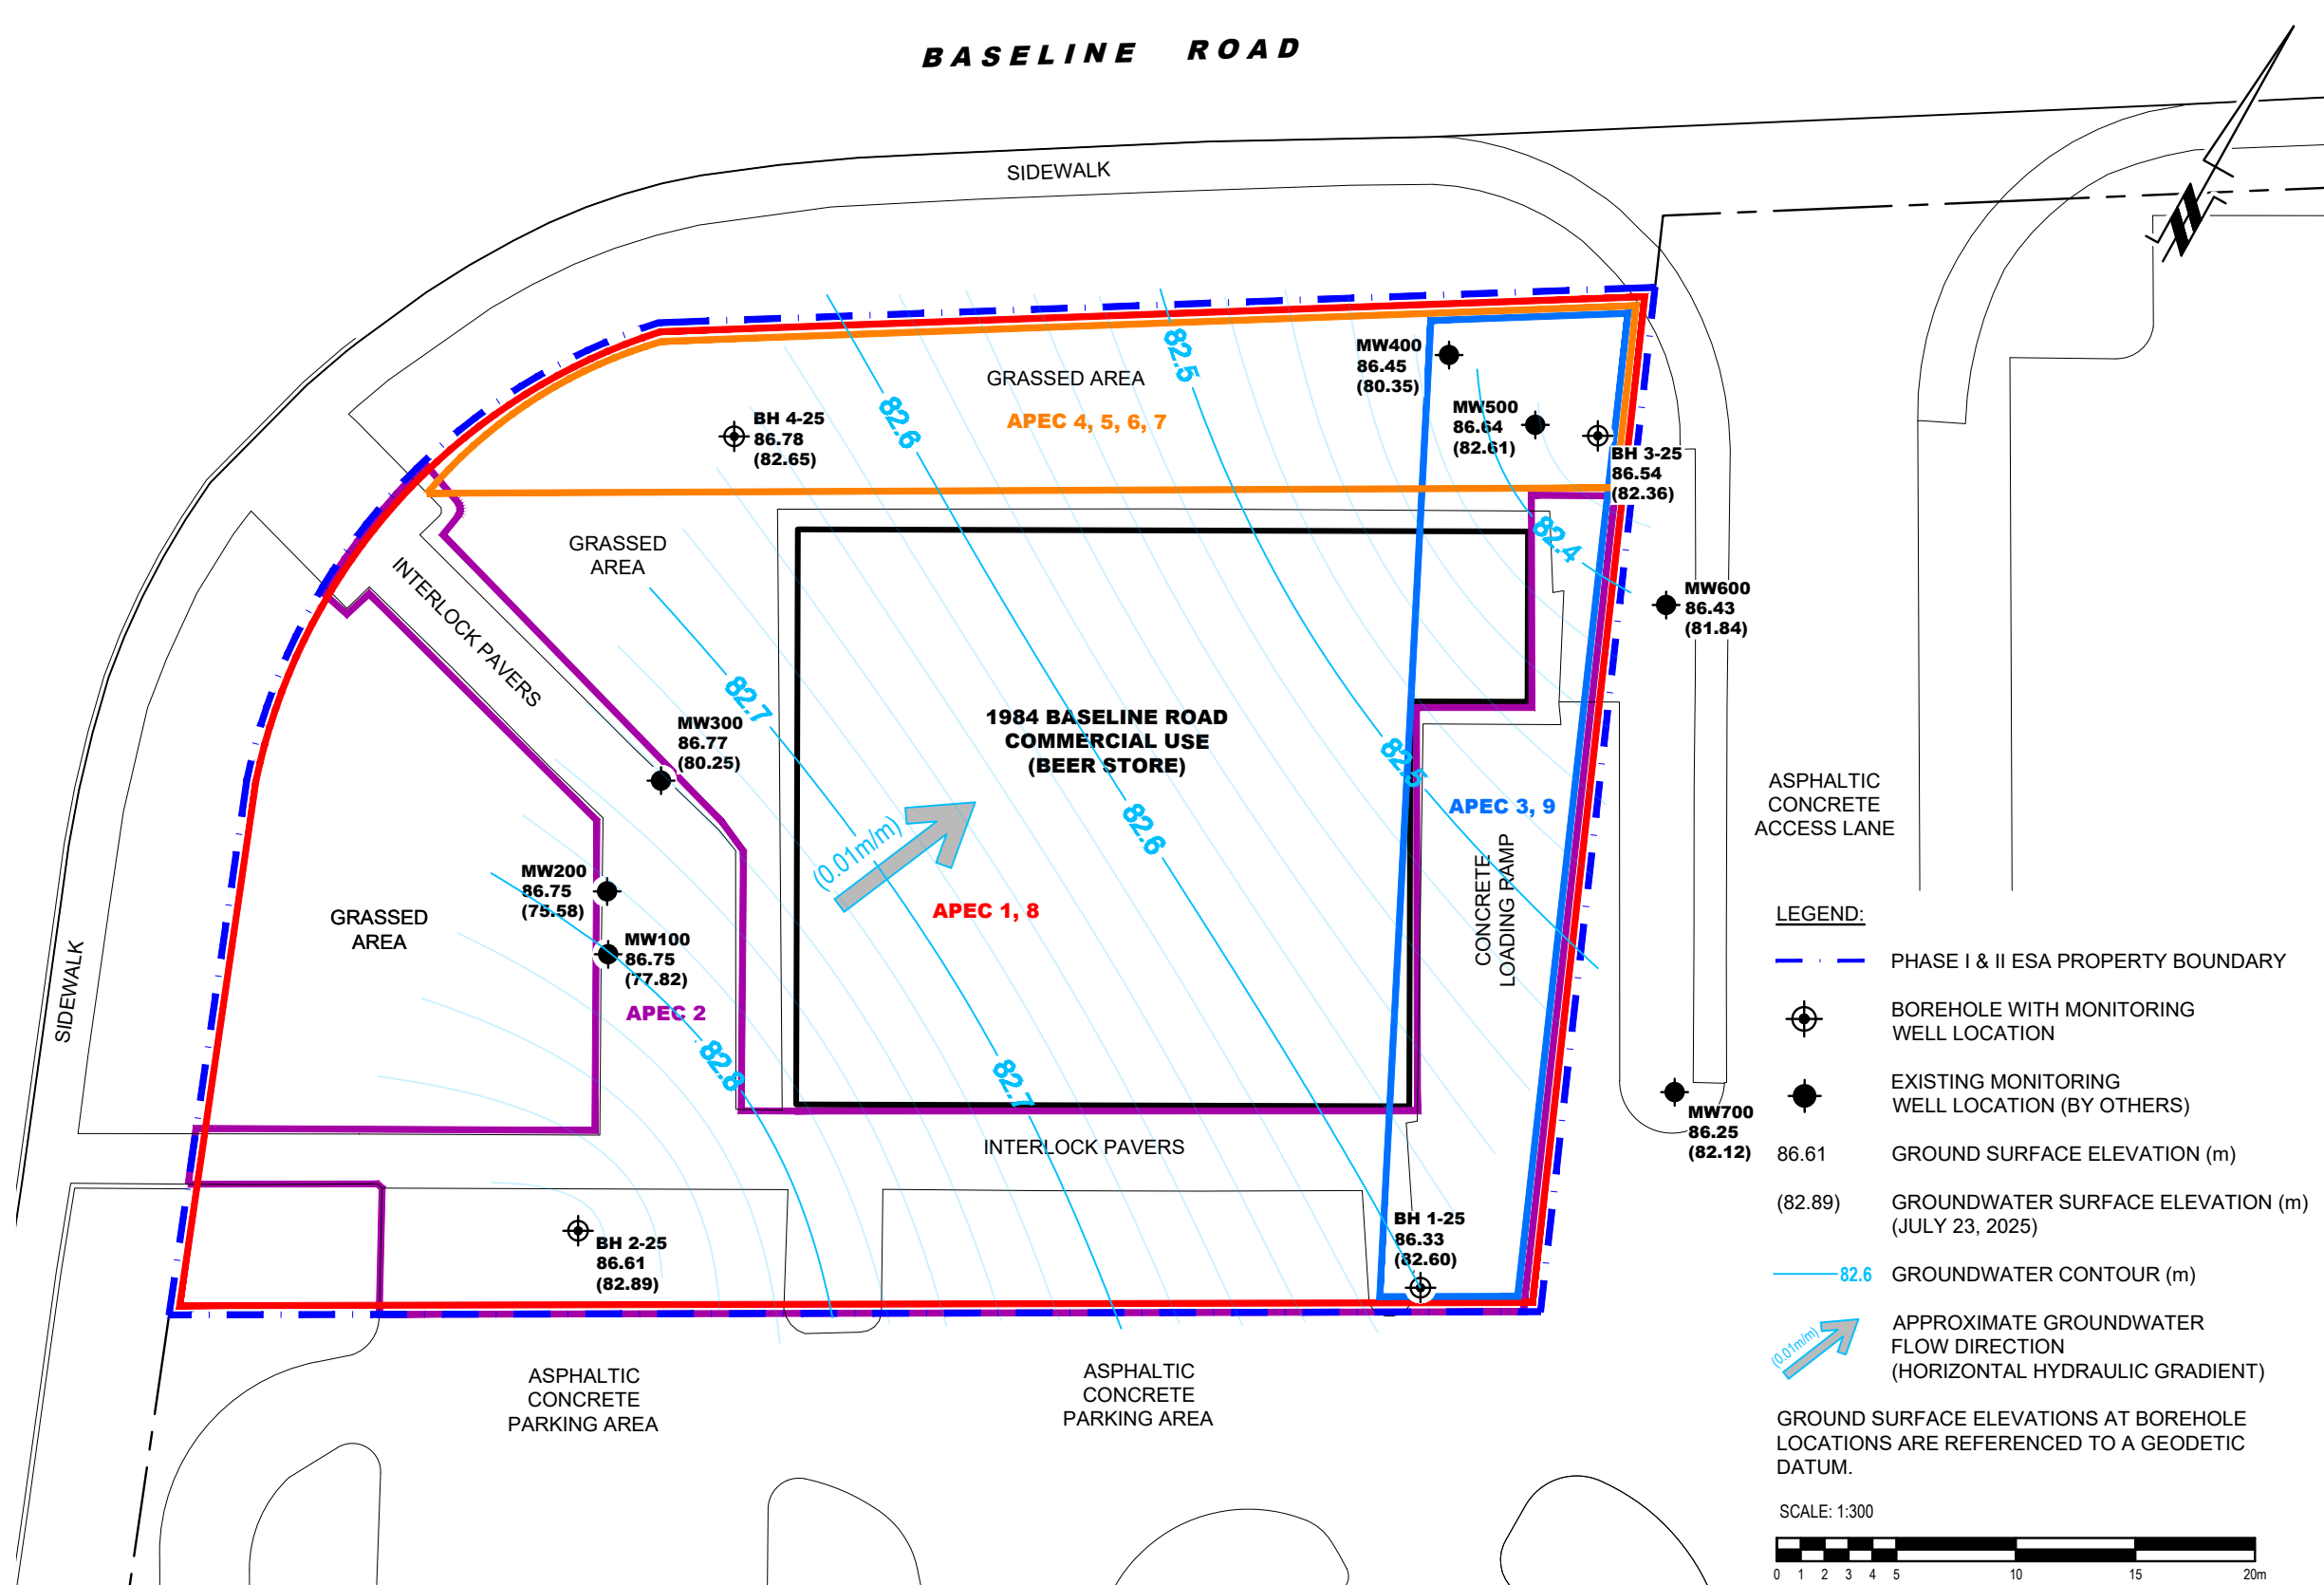 BASELINE ROAD
SIDEWALK
82.5
MW400
86.45
(80.35)
GRASSED AREA
APEC 4, 5, 6, 7
82.6
BH 4-25
86.78
(82.65)
MW500
86.64
(82.61)
BH 3-25
86.54
(82.36)
82.4
GRASSED
AREA
INTERLOCK PAVERS
MW600
86.43
(81.84)
82.7
MW300
86.77
(80.25)
1984 BASELINE ROAD
COMMERCIAL USE
(BEER STORE)
82.5
APEC 3, 9
ASPHALTIC
CONCRETE
ACCESS LANE
82.6
(0.01m/m)
CONCRETE
LOADING RAMP
MW200
86.75
(75.58)
APEC 1, 8
GRASSED
AREA
MW100
86.75
(77.82)
SIDEWALK
APEC 2
82.8
82.7
MW700
86.25
(82.12)
INTERLOCK PAVERS
BH 1-25
86.33
(82.60)
BH 2-25
86.61
(82.89)
ASPHALTIC
CONCRETE
PARKING AREA
ASPHALTIC
CONCRETE
PARKING AREA
LEGEND:
PHASE I & II ESA PROPERTY BOUNDARY
BOREHOLE WITH MONITORING
WELL LOCATION
EXISTING MONITORING
WELL LOCATION (BY OTHERS)
86.61 GROUND SURFACE ELEVATION (m)
(82.89) GROUNDWATER SURFACE ELEVATION (m)
(JULY 23, 2025)
82.6 GROUNDWATER CONTOUR (m)
(0.01m/m) APPROXIMATE GROUNDWATER
FLOW DIRECTION
(HORIZONTAL HYDRAULIC GRADIENT)
GROUND SURFACE ELEVATIONS AT BOREHOLE
LOCATIONS ARE REFERENCED TO A GEODETIC
DATUM.
SCALE: 1:300
0 1 2 3 4 5 10 15 20m